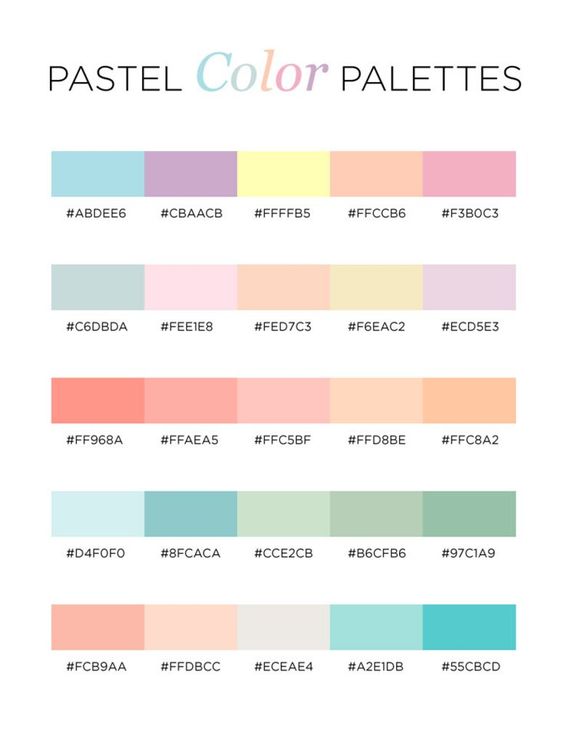 PASTEL Color PALETTES
#ABDEE6 #CBAACB #FFFFB5 #FFCCB6 #F3B0C3
#C6DBDA #FEE1E8 #FED7C3 #F6EAC2 #ECD5E3
#FF968A #FFAEA5 #FFC5BF #FFD8BE #FFC8A2
#D4F0F0 #8FCACA #CCE2CB #B6CFB6 #97C1A9
#FCB9AA #FFDBCC #ECEAE4 #A2E1DB #55CBCD